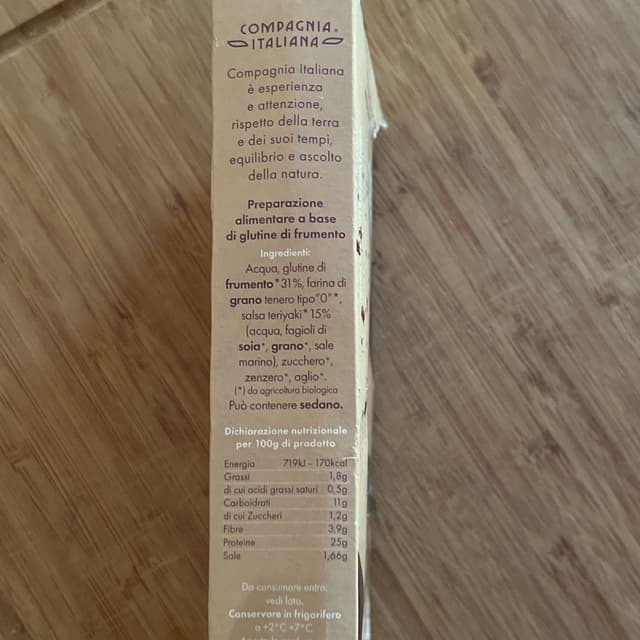 COMPAGNIA®
ITALIANA
Compagnia Italiana
è esperienza
e attenzione,
rispetto della terra
e dei suoi tempi,
equilibrio e ascolto
della natura.
Preparazione
alimentare a base
di glutine di frumento
Ingredienti:
Acqua, glutine di
frumento*31%, farina di
grano tenero tipo"0"*,
salsa teriyaki*15%
(acqua, fagioli di
soia*, grano*, sale
marino), zucchero*,
zenzero*, aglio*.
(*) da agricoltura biologica
Può contenere sedano.
Dichiarazione nutrizionale
per 100g di prodotto
Energia 719kJ - 170kcal
Grassi 1,8g
di cui acidi grassi saturi 0,5g
Carboidrati 11g
di cui Zuccheri 1,2g
Fibre 3,9g
Proteine 25g
Sale 1,66g
Da consumare entro:
vedi lato.
Conservare in frigorifero
a +2°C +7°C